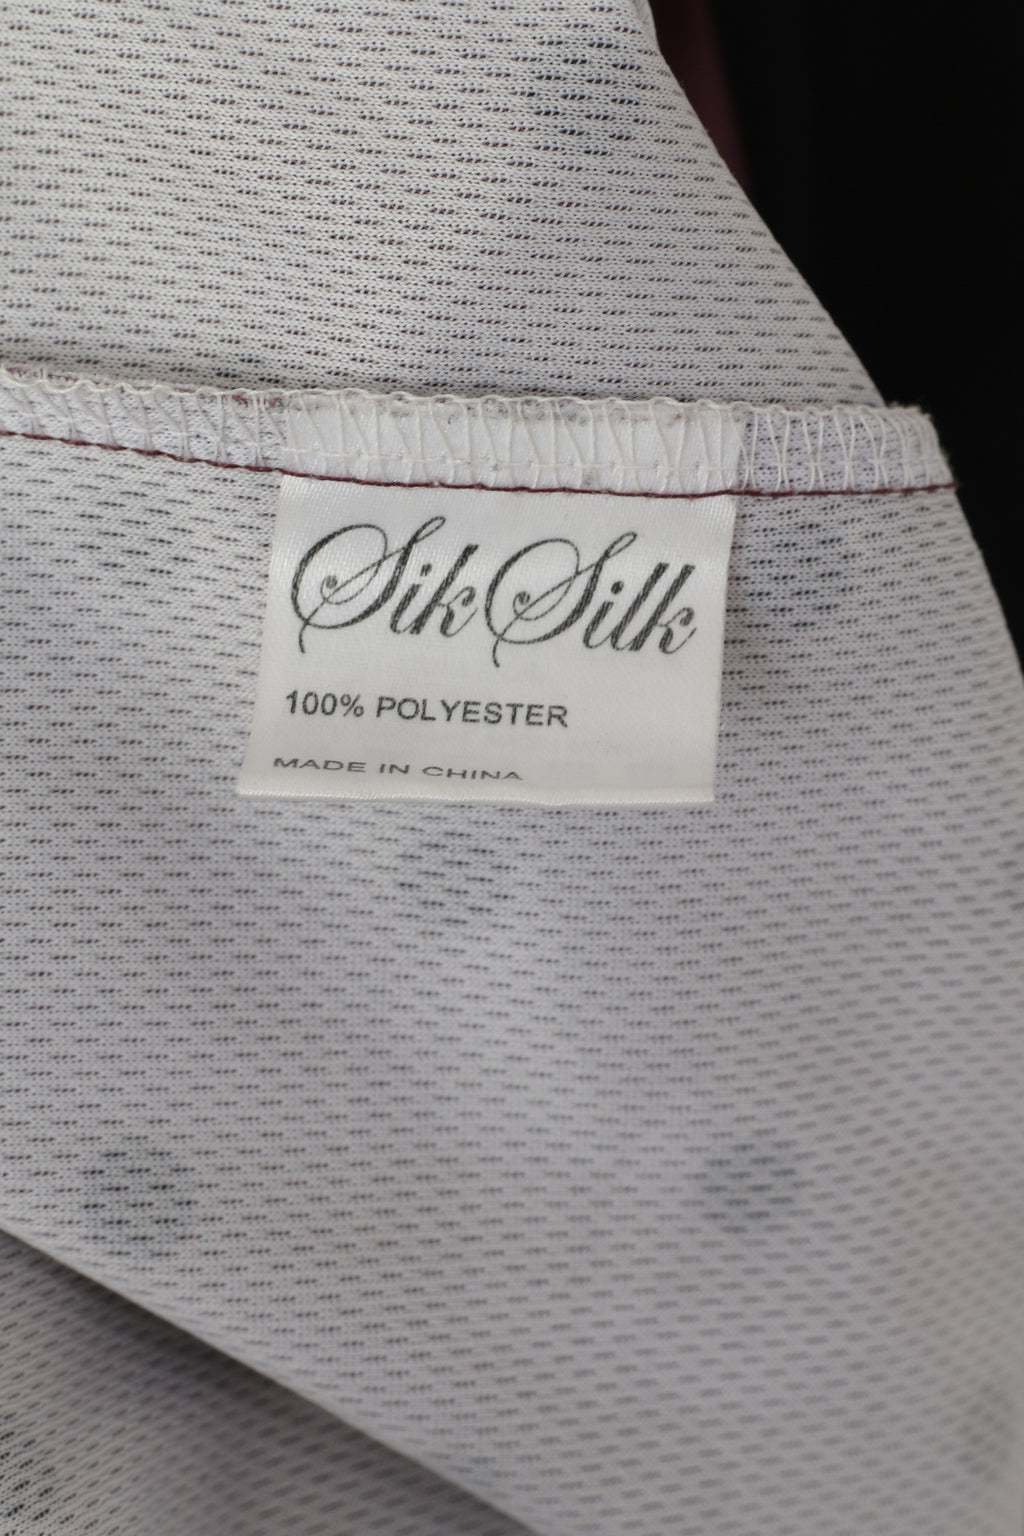 SikSilk
100% POLYESTER
MADE IN CHINA